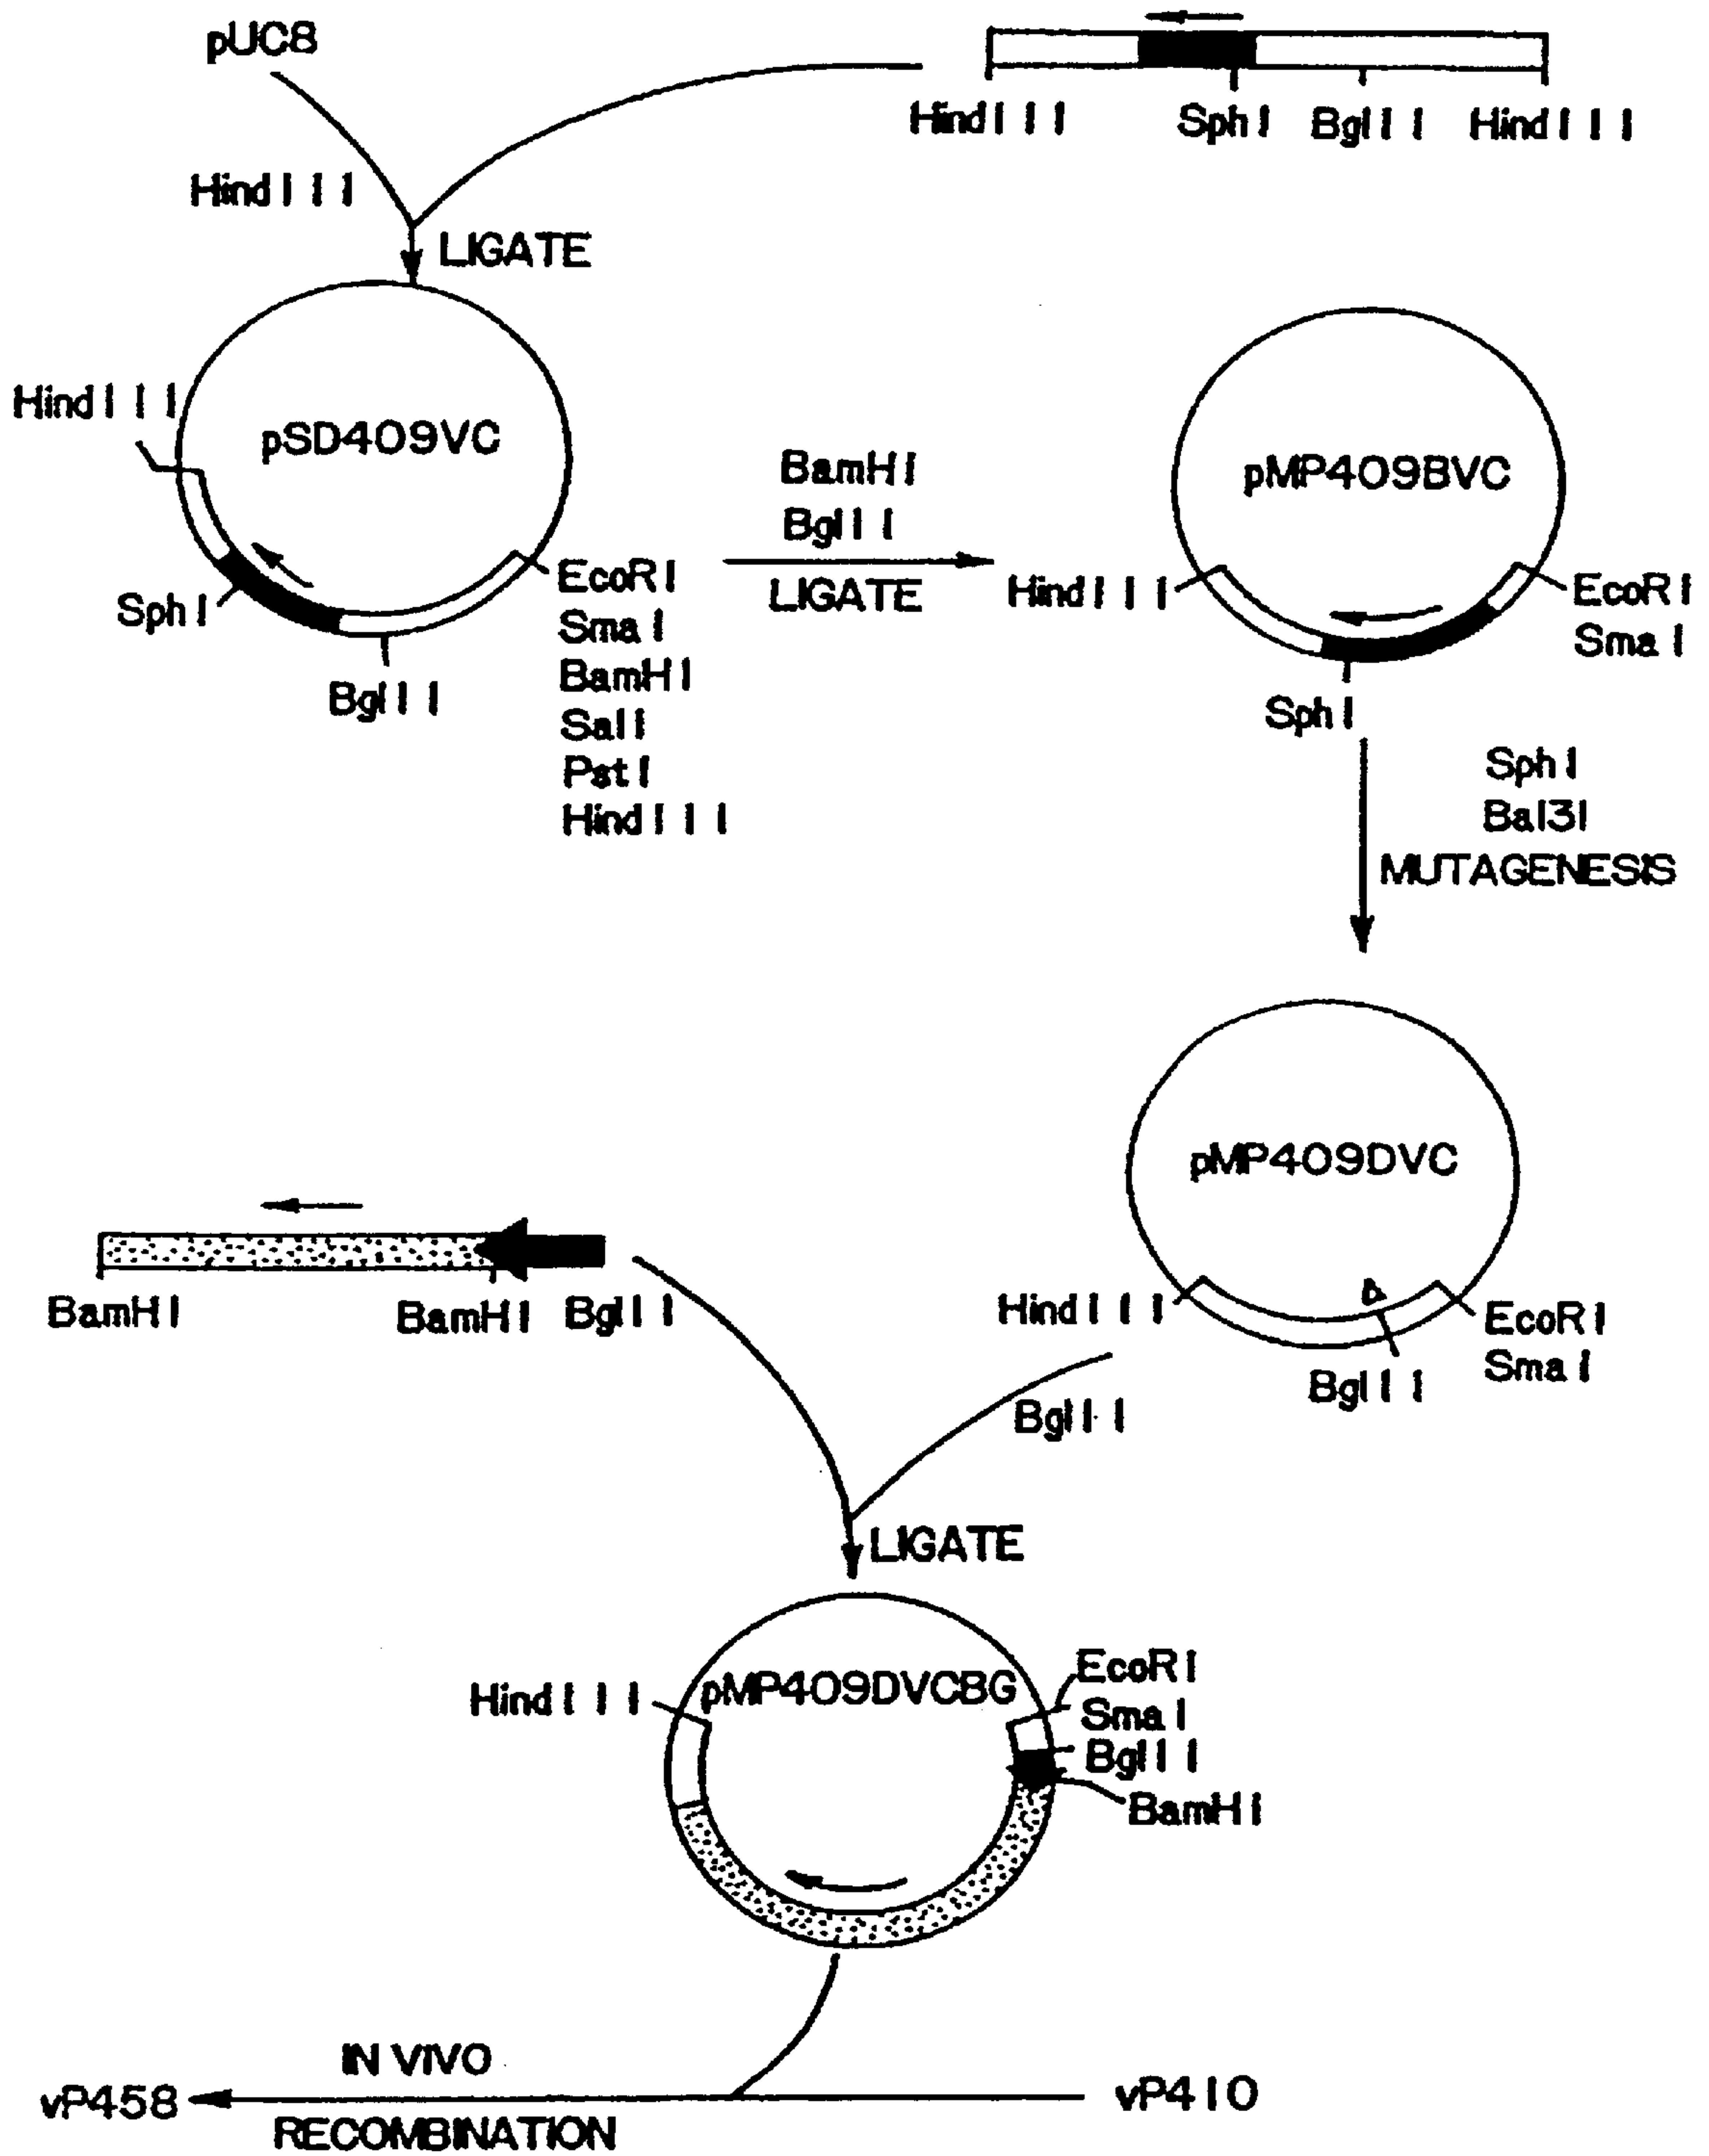 pUC8
HindIII SphI BglII HindIII
HindIII
LIGATE
HindIII
pSD409VC
SphI
BglII
EcoRI
SmaI
BamHI
SalI
PstI
HindIII
BamHI
BglII
LIGATE
pMP409BVC
HindIII
EcoRI
SmaI
SphI
SphI
Bal31
MUTAGENESIS
pMP409DVC
HindIII
EcoRI
SmaI
BglII
BamHI BamHI BglII
BglII
LIGATE
pMP409DVCBG
HindIII
EcoRI
SmaI
BglII
BamHI
IN VIVO
vP458 vP410
RECOMBINATION